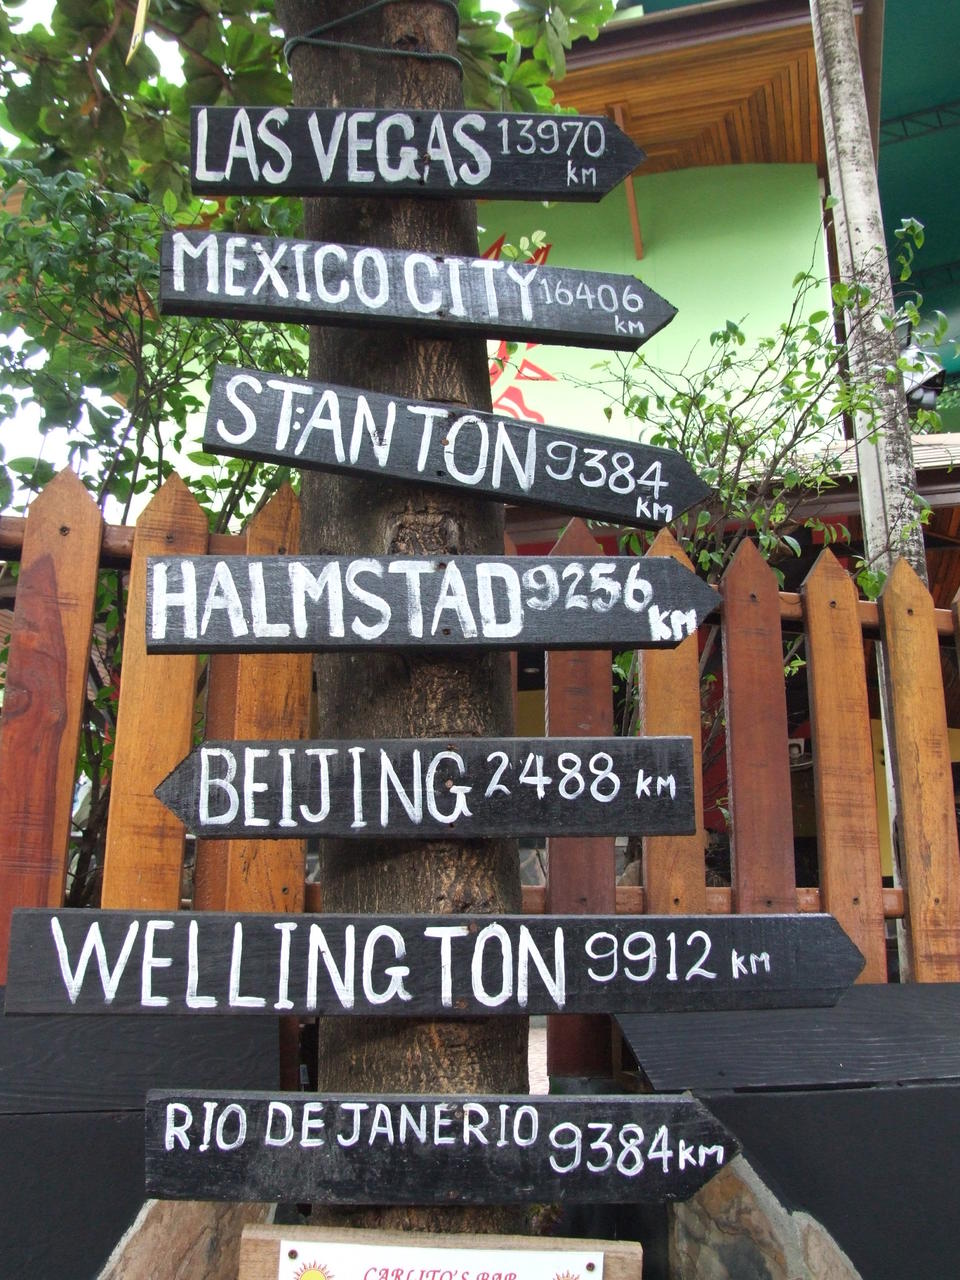 LAS VEGAS 13970 km
MEXICO CITY 16406 km
ST:ANTON 9384 KM
HALMSTAD 9256 KM
BEIJING 2488 KM
WELLINGTON 9912 KM
RIO DE JANERIO 9384 KM
CARLITO'S BAR